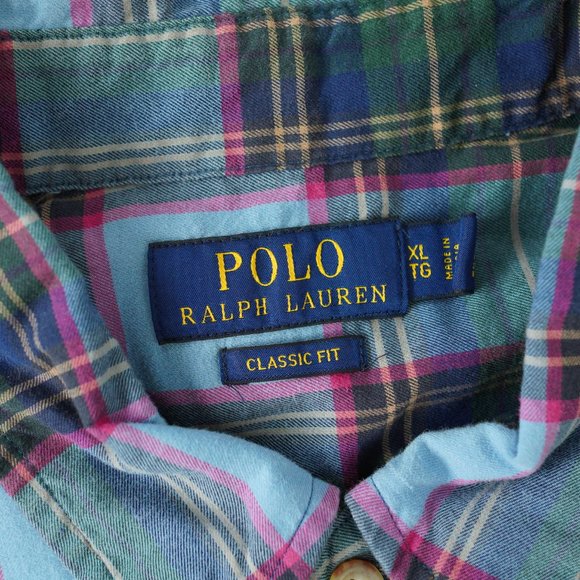 POLO
RALPH LAUREN
XL
TG
MADE IN
CLASSIC FIT